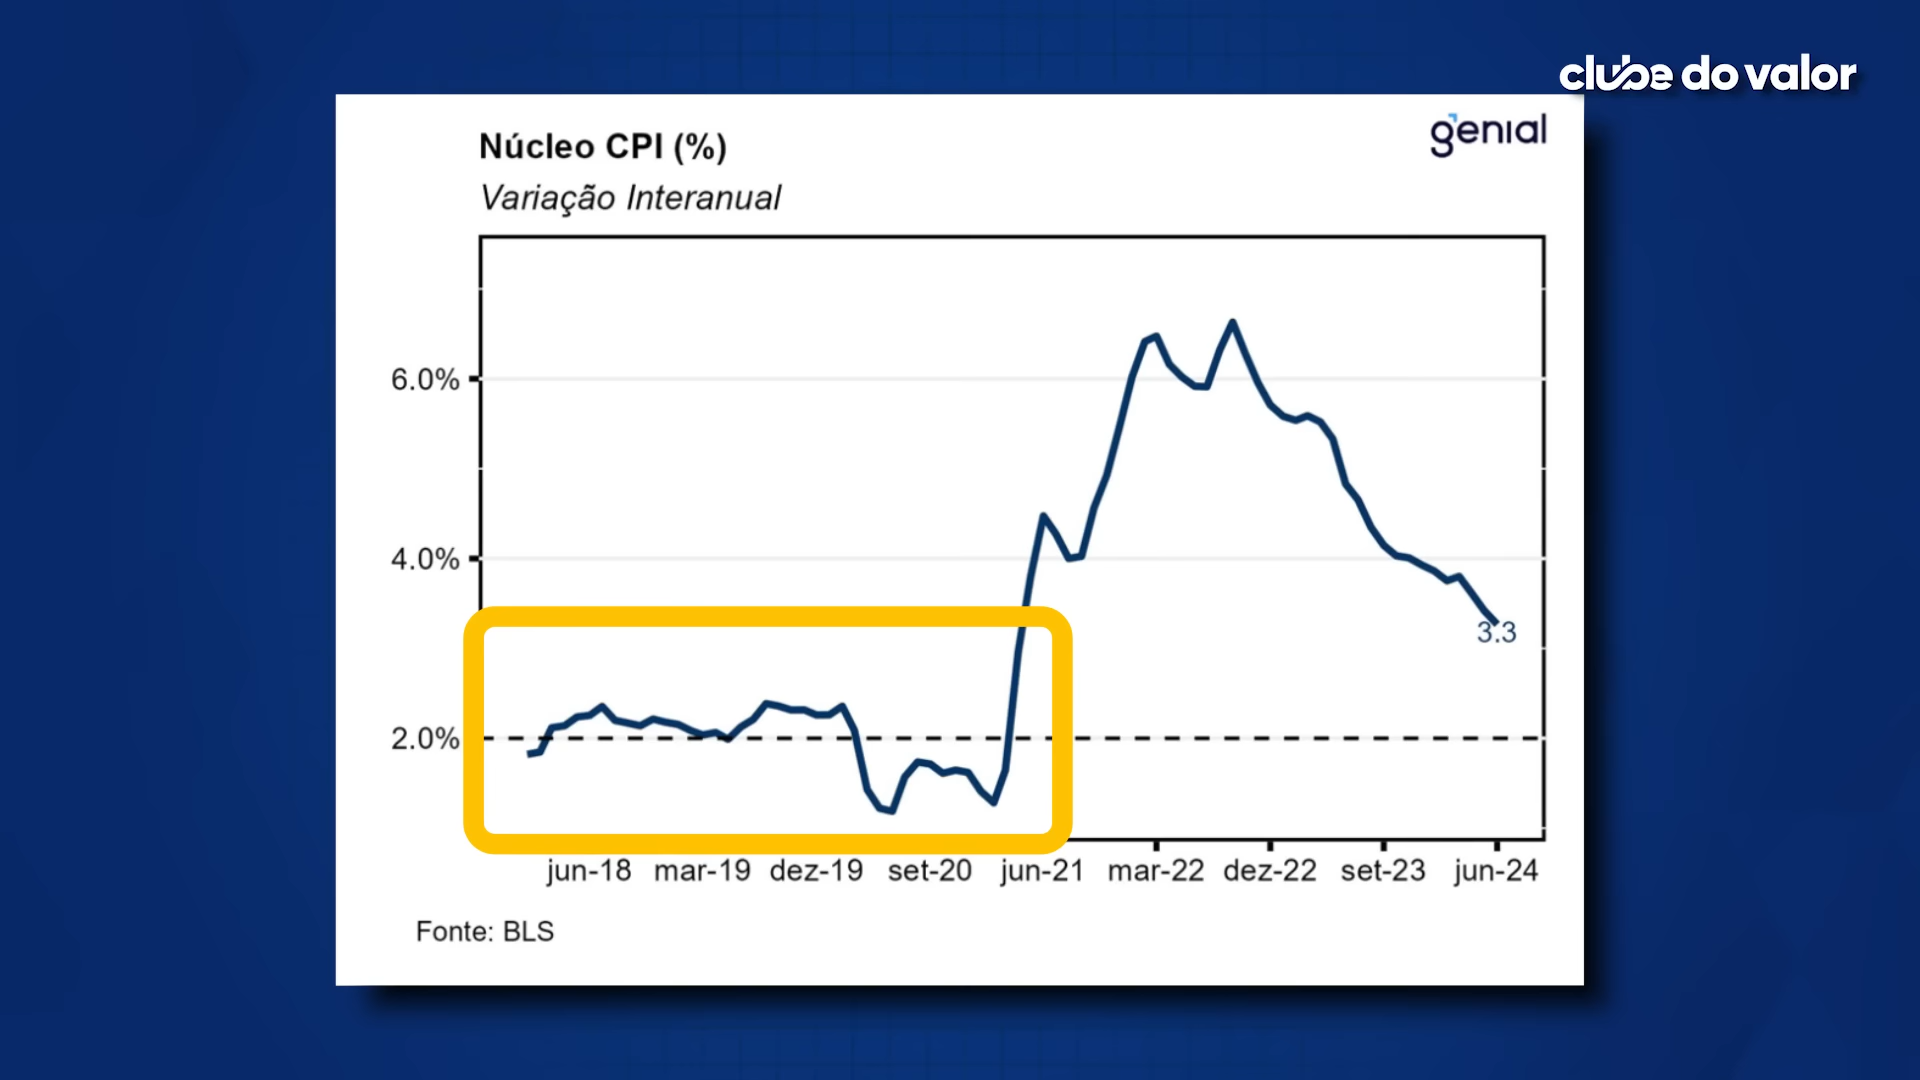 clube do valor
genial
Núcleo CPI (%)
Variação Interanual
6.0%
4.0%
3.3
2.0%
jun-18 mar-19 dez-19 set-20 jun-21 mar-22 dez-22 set-23 jun-24
Fonte: BLS